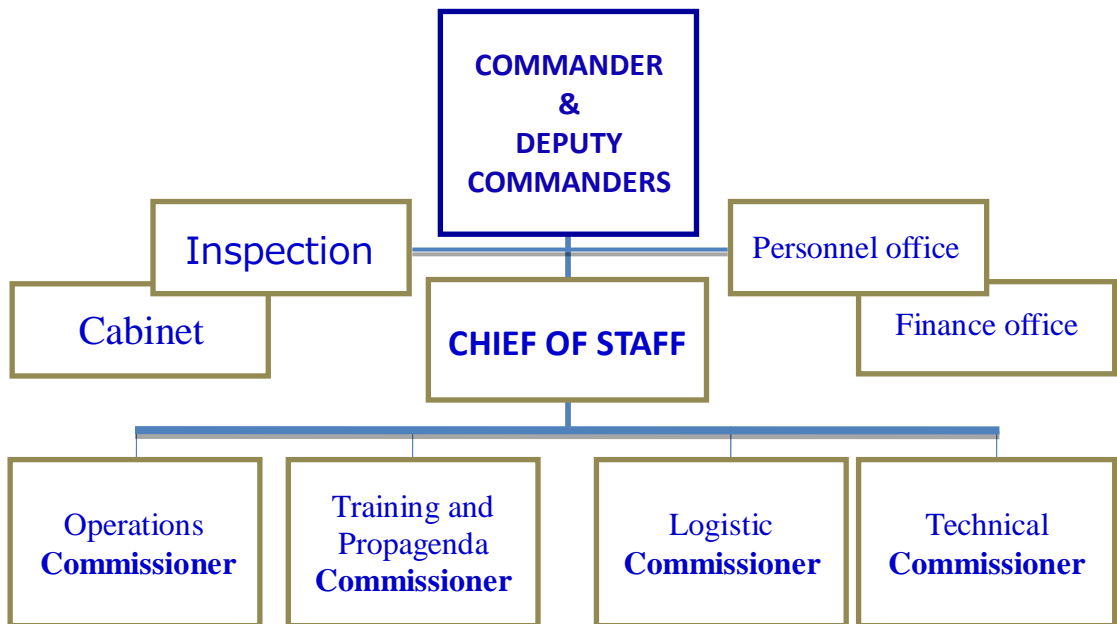 COMMANDER
&
DEPUTY
COMMANDERS
Inspection
Personnel office
Cabinet
CHIEF OF STAFF
Finance office
Operations
Commissioner
Training and
Propagenda
Commissioner
Logistic
Commissioner
Technical
Commissioner